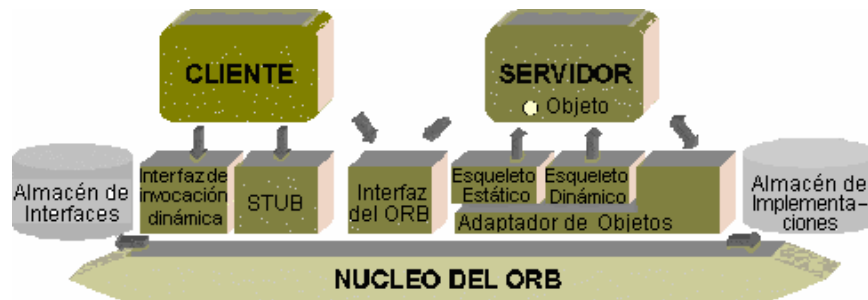 CLIENTE
SERVIDOR
Objeto
Almacén de
Interfaces
Interfaz de
invocación
dinámica
STUB
Interfaz
del ORB
Esqueleto
Estático
Esqueleto
Dinámico
Adaptador de Objetos
Almacén de
Implementa-
ciones
NUCLEO DEL ORB